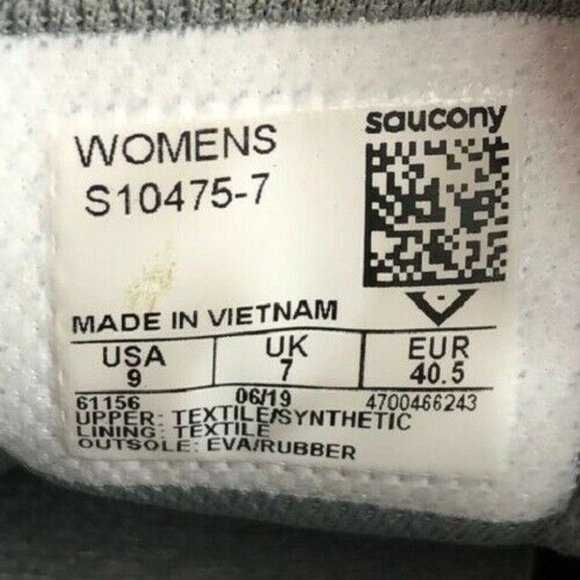 saucony
WOMENS
S10475-7
MADE IN VIETNAM
USA UK EUR
9 7 40.5
61156 06/19 4700466243
UPPER: TEXTILE/SYNTHETIC
LINING: TEXTILE
OUTSOLE: EVA/RUBBER